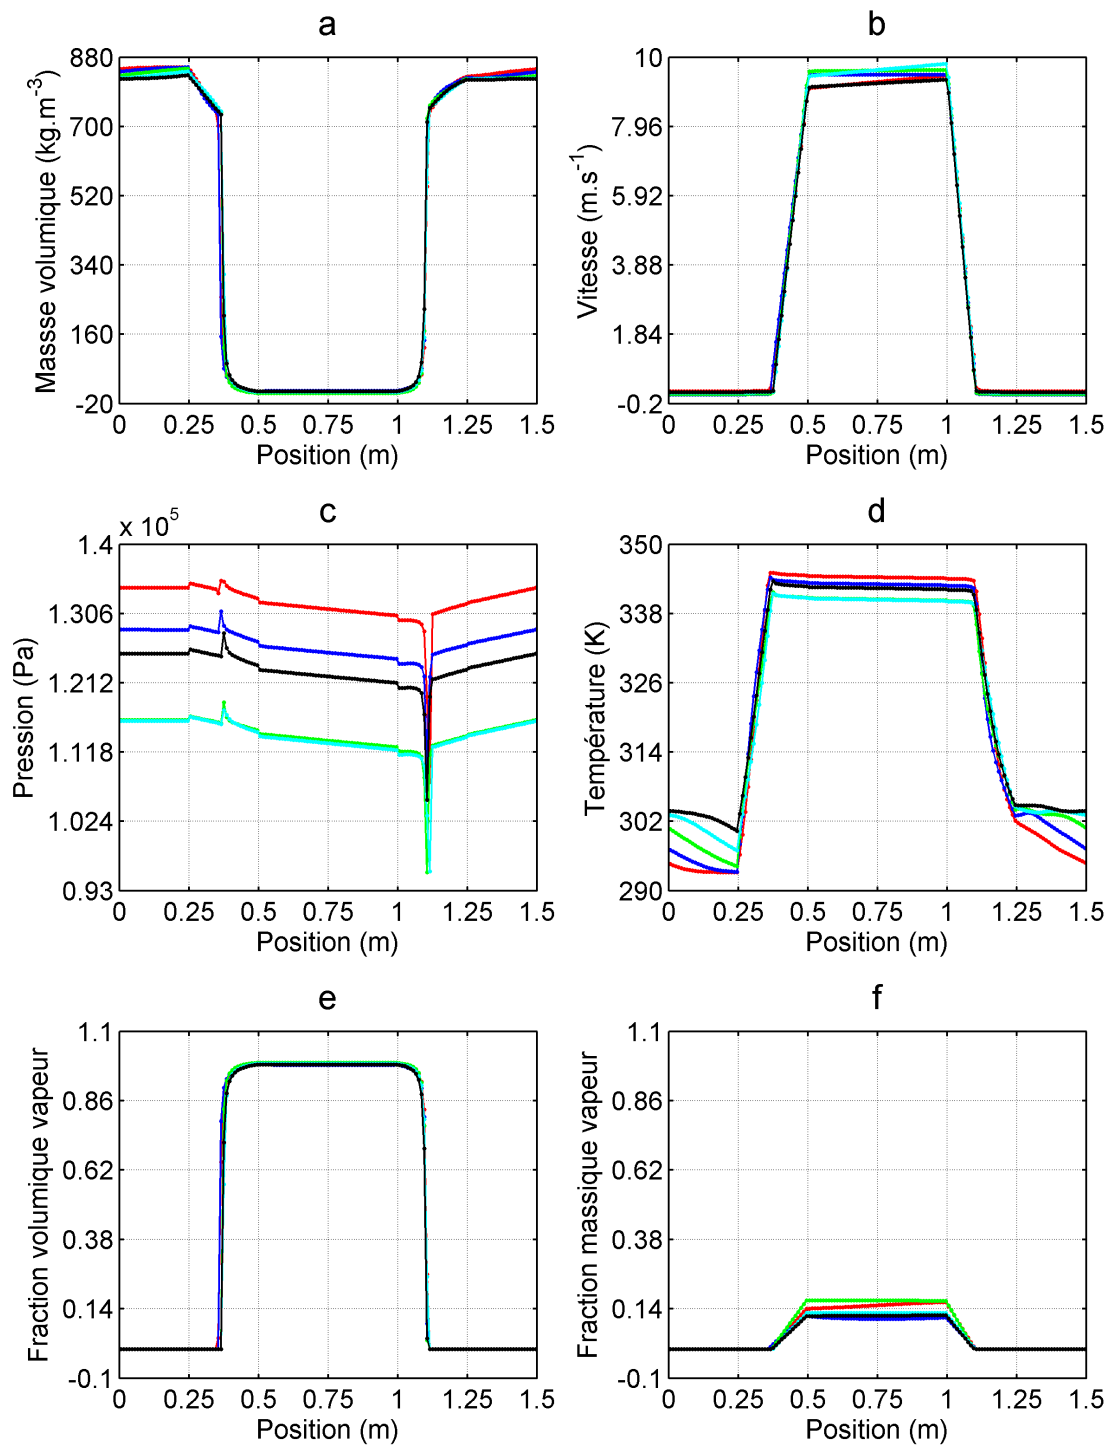 a
880
700
520
340
160
-20
0 0.25 0.5 0.75 1 1.25 1.5
Position (m)
Massse volumique (kg.m-3)
b
10
7.96
5.92
3.88
1.84
-0.2
0 0.25 0.5 0.75 1 1.25 1.5
Position (m)
Vitesse (m.s-1)
c
x 10^5
1.4
1.306
1.212
1.118
1.024
0.93
0 0.25 0.5 0.75 1 1.25 1.5
Position (m)
Pression (Pa)
d
350
338
326
314
302
290
0 0.25 0.5 0.75 1 1.25 1.5
Position (m)
Température (K)
e
1.1
0.86
0.62
0.38
0.14
-0.1
0 0.25 0.5 0.75 1 1.25 1.5
Position (m)
Fraction volumique vapeur
f
1.1
0.86
0.62
0.38
0.14
-0.1
0 0.25 0.5 0.75 1 1.25 1.5
Position (m)
Fraction massique vapeur